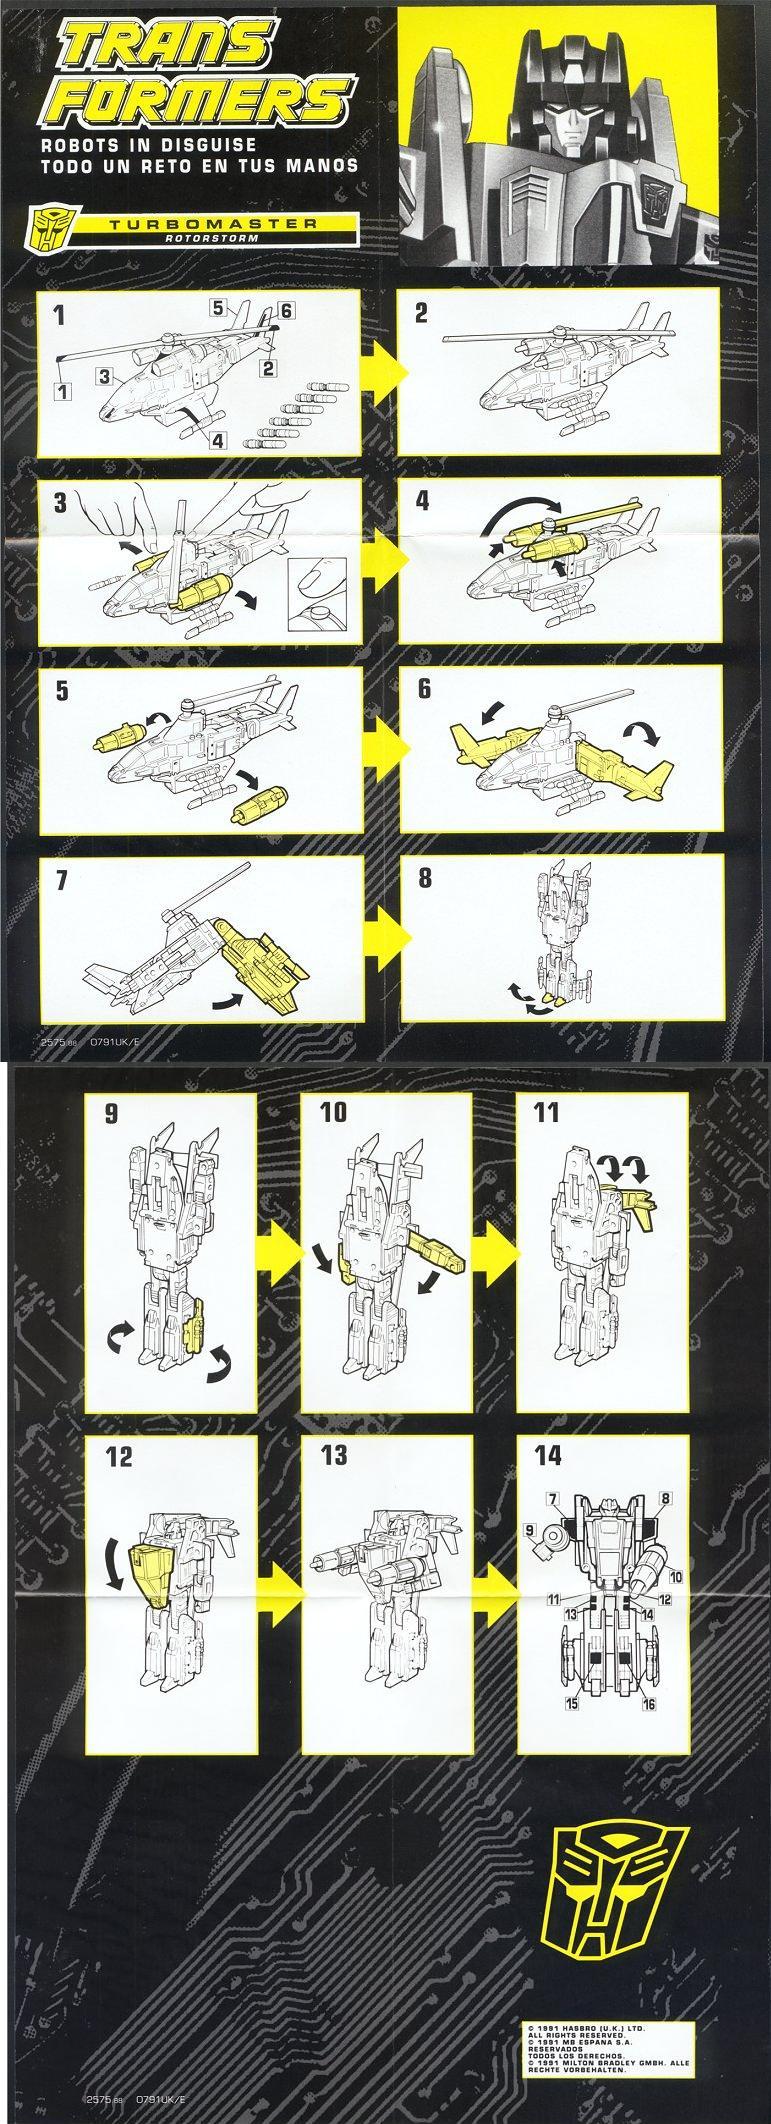 TRANS
FORMERS
ROBOTS IN DISGUISE
TODO UN RETO EN TUS MANOS
TURBOMASTER
ROTORSTORM
1
5
6
3
2
1
4
2
3
4
5
6
7
8
2575.88 0791UK/E
9
10
11
12
13
14
7
8
9
10
11
12
13
14
15
16
© 1991 HASBRO (U.K.) LTD.
ALL RIGHTS RESERVED.
© 1991 MB ESPANA S.A.
RESERVADOS
TODOS LOS DERECHOS.
© 1991 MILTON BRADLEY GMBH. ALLE
RECHTE VORBEHALTEN.
2575.88 0791UK/E